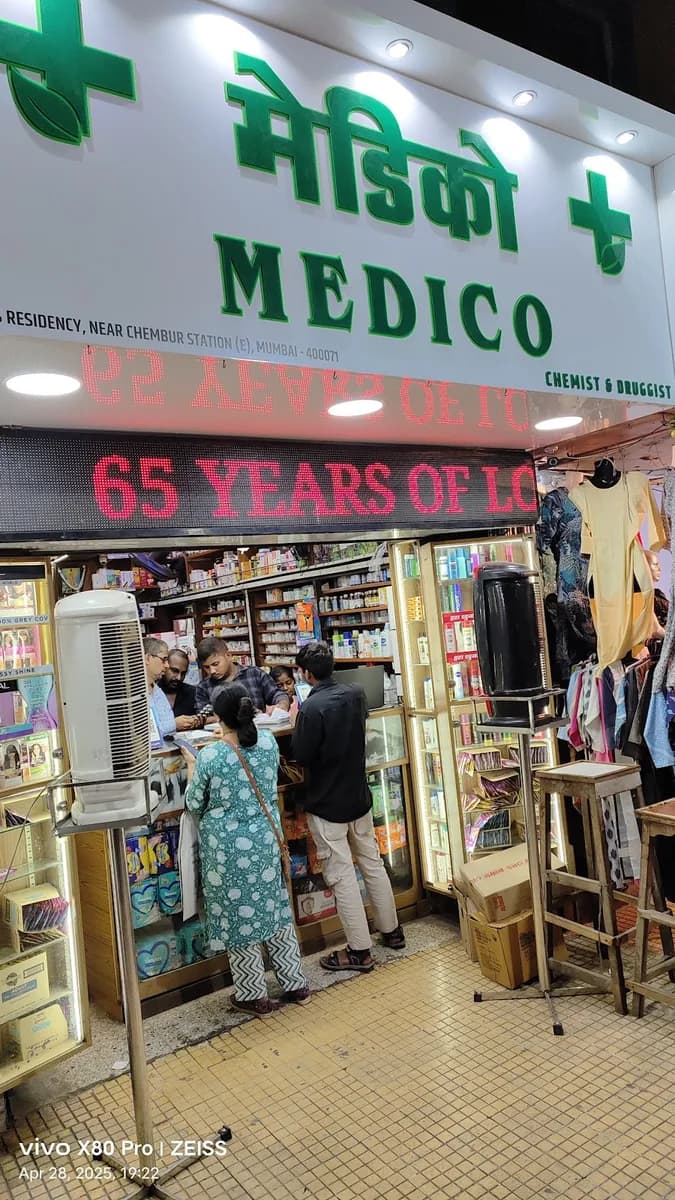 मेडिको
MEDICO
RESIDENCY, NEAR CHEMBUR STATION (E), MUMBAI - 400071
CHEMIST & DRUGGIST
65 YEARS OF LO
vivo X80 Pro | ZEISS
Apr 28, 2025, 19:22